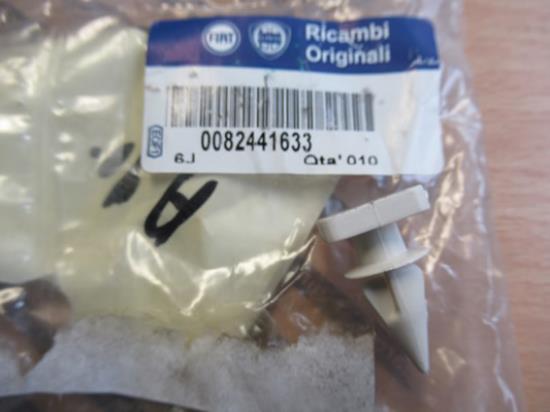 FIAT
Ricambi
Originali
0082441633
6J
Qta' 010